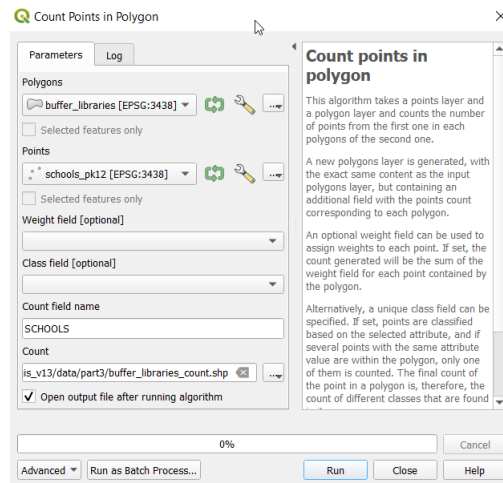 Count Points in Polygon
Parameters
Log
Polygons
buffer_libraries [EPSG:3438]
Selected features only
Points
schools_pk12 [EPSG:3438]
Selected features only
Weight field [optional]
Class field [optional]
Count field name
SCHOOLS
Count
is_v13/data/part3/buffer_libraries_count.shp
Open output file after running algorithm
Count points in
polygon
This algorithm takes a points layer and
a polygon layer and counts the number
of points from the first one in each
polygons of the second one.
A new polygons layer is generated, with
the exact same content as the input
polygons layer, but containing an
additional field with the points count
corresponding to each polygon.
An optional weight field can be used to
assign weights to each point. If set, the
count generated will be the sum of the
weight field for each point contained by
the polygon.
Alternatively, a unique class field can be
specified. If set, points are classified
based on the selected attribute, and if
several points with the same attribute
value are within the polygon, only one
of them is counted. The final count of
the point in a polygon is, therefore, the
count of different classes that are found
0%
Cancel
Advanced
Run as Batch Process...
Run
Close
Help